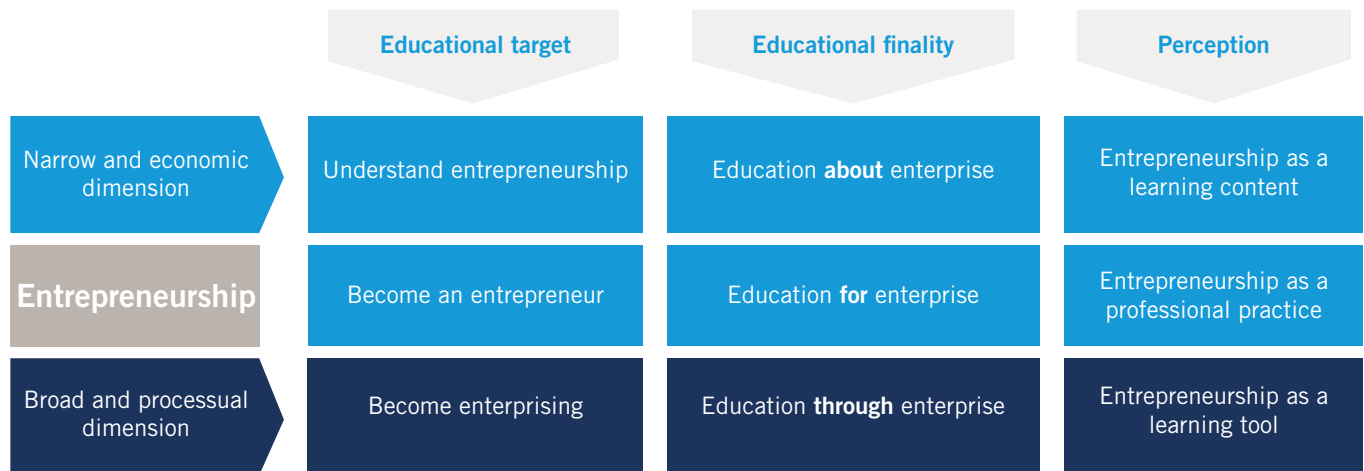 Educational target
Educational finality
Perception
Narrow and economic
dimension
Understand entrepreneurship
Education about enterprise
Entrepreneurship as a
learning content
Entrepreneurship
Become an entrepreneur
Education for enterprise
Entrepreneurship as a
professional practice
Broad and processual
dimension
Become enterprising
Education through enterprise
Entrepreneurship as a
learning tool